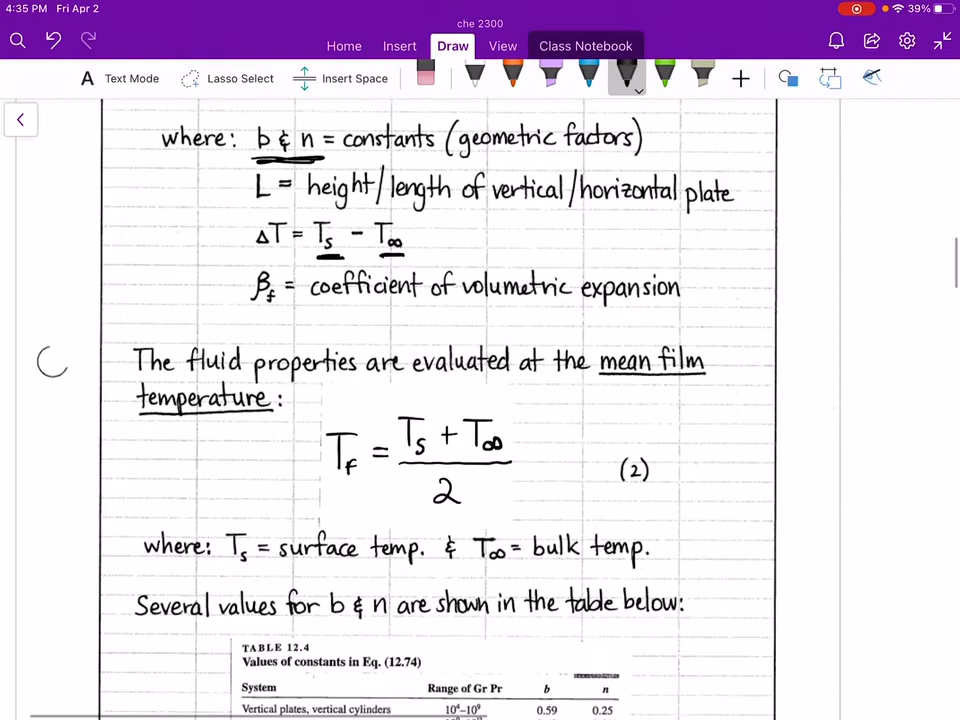 4:35 PM Fri Apr 2
39%
che 2300
Home Insert Draw View Class Notebook
A Text Mode Lasso Select Insert Space
where: b & n = constants (geometric factors)
L = height/length of vertical/horizontal plate
ΔT = Ts - T∞
βf = coefficient of volumetric expansion
The fluid properties are evaluated at the mean film
temperature:
Tf = (Ts + T∞) / 2 (2)
where: Ts = surface temp. & T∞ = bulk temp.
Several values for b & n are shown in the table below:
TABLE 12.4
Values of constants in Eq. (12.74)
System Range of Gr Pr b n
Vertical plates, vertical cylinders 10⁴–10⁹ 0.59 0.25